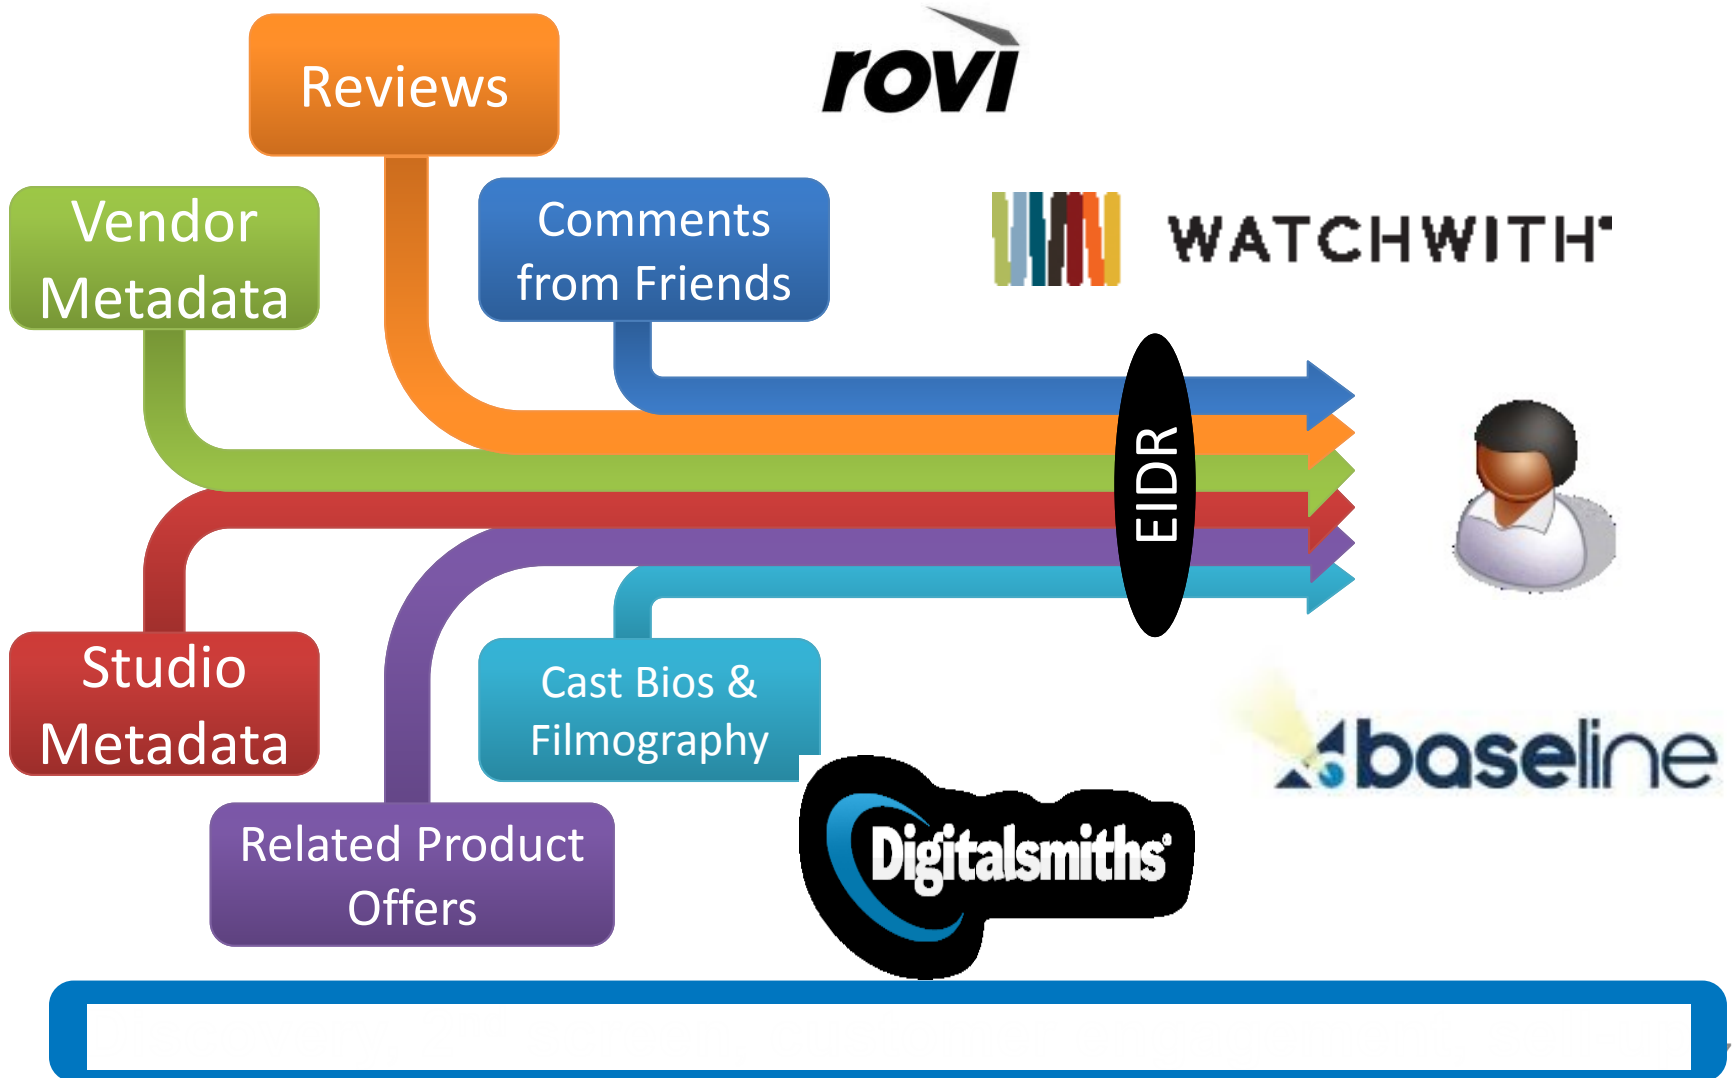 Reviews
rovi
Vendor
Metadata
Comments
from Friends
WATCHWITH
EIDR
Studio
Metadata
Cast Bios &
Filmography
baseline
Related Product
Offers
Digitalsmiths